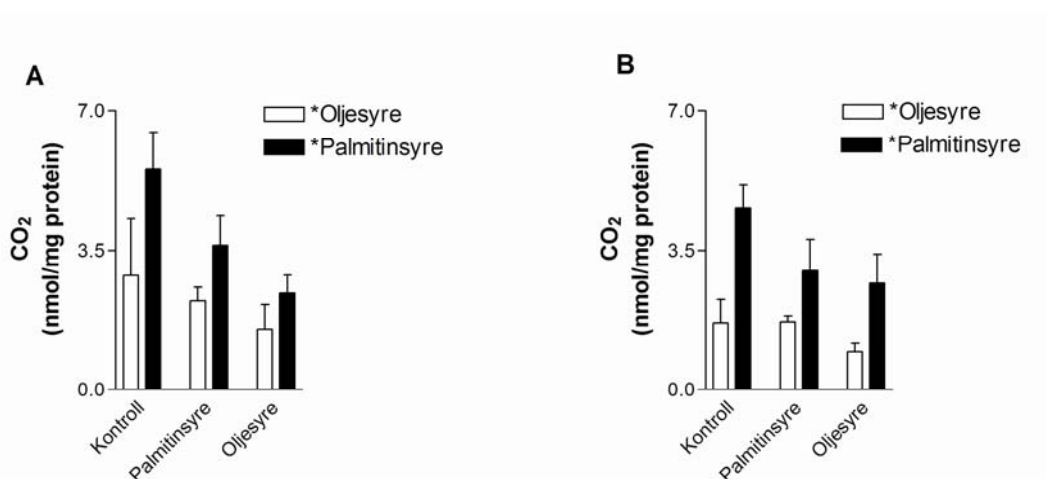 A
*Oljesyre
*Palmitinsyre
CO₂
(nmol/mg protein)
7.0
3.5
0.0
Kontroll
Palmitinsyre
Oljesyre
B
*Oljesyre
*Palmitinsyre
CO₂
(nmol/mg protein)
7.0
3.5
0.0
Kontroll
Palmitinsyre
Oljesyre